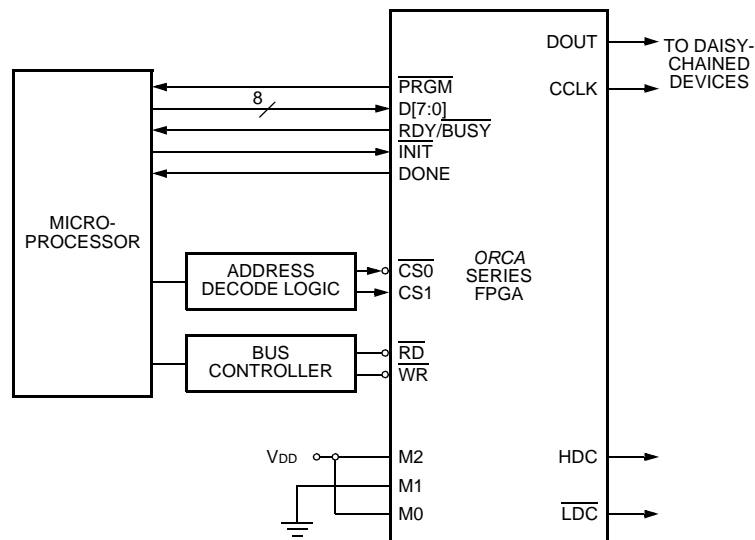 DOUT
TO DAISY-
CHAINED
DEVICES
CCLK
PRGM
8
D[7:0]
RDY/BUSY
INIT
DONE
MICRO-
PROCESSOR
ADDRESS
DECODE LOGIC
CS0
CS1
ORCA
SERIES
FPGA
BUS
CONTROLLER
RD
WR
VDD
M2
M1
M0
HDC
LDC